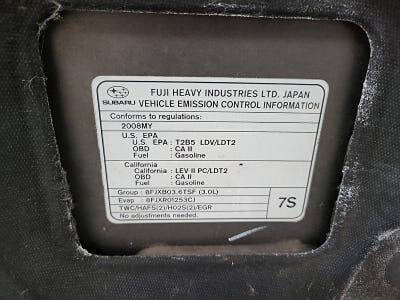 FUJI HEAVY INDUSTRIES LTD. JAPAN
SUBARU VEHICLE EMISSION CONTROL INFORMATION
Conforms to regulations:
2008MY
U.S. EPA
U.S. EPA : T2B5 LDV/LDT2
OBD : CA II
Fuel : Gasoline
California
California : LEV II PC/LDT2
OBD : CA II
Fuel : Gasoline
Group : 8FJXB03.6TSF (3.0L)
Evap : 8FJXR01253CJ
TWC/HAFS(2)/HO2S(2)/EGR
No adjustments needed.
7S